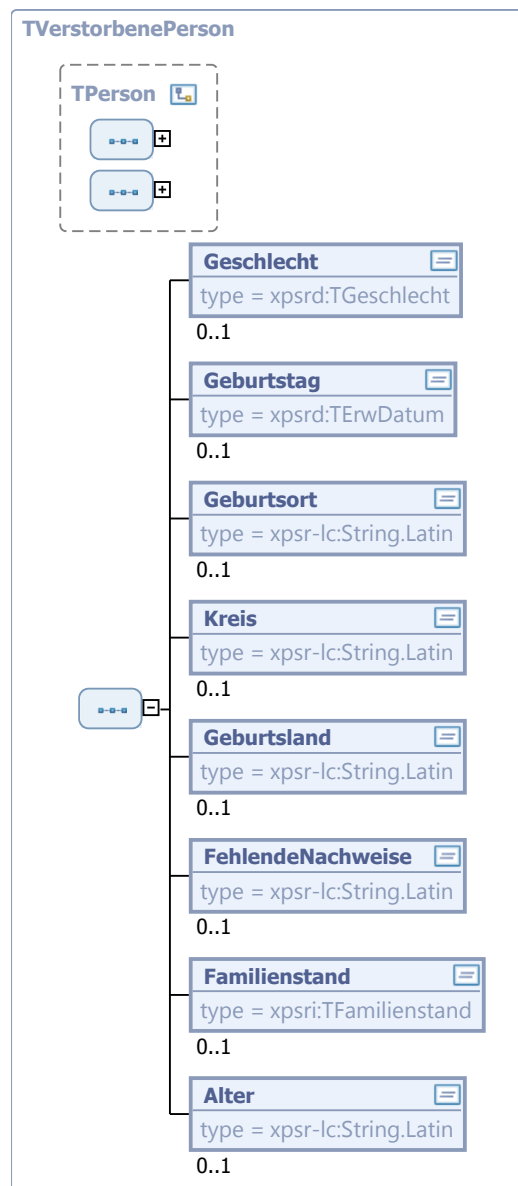 TVerstorbenePerson
TPerson
Geschlecht
type = xpsrd:TGeschlecht
0..1
Geburtstag
type = xpsrd:TErwDatum
0..1
Geburtsort
type = xpsr-lc:String.Latin
0..1
Kreis
type = xpsr-lc:String.Latin
0..1
Geburtsland
type = xpsr-lc:String.Latin
0..1
FehlendeNachweise
type = xpsr-lc:String.Latin
0..1
Familienstand
type = xpsri:TFamilienstand
0..1
Alter
type = xpsr-lc:String.Latin
0..1